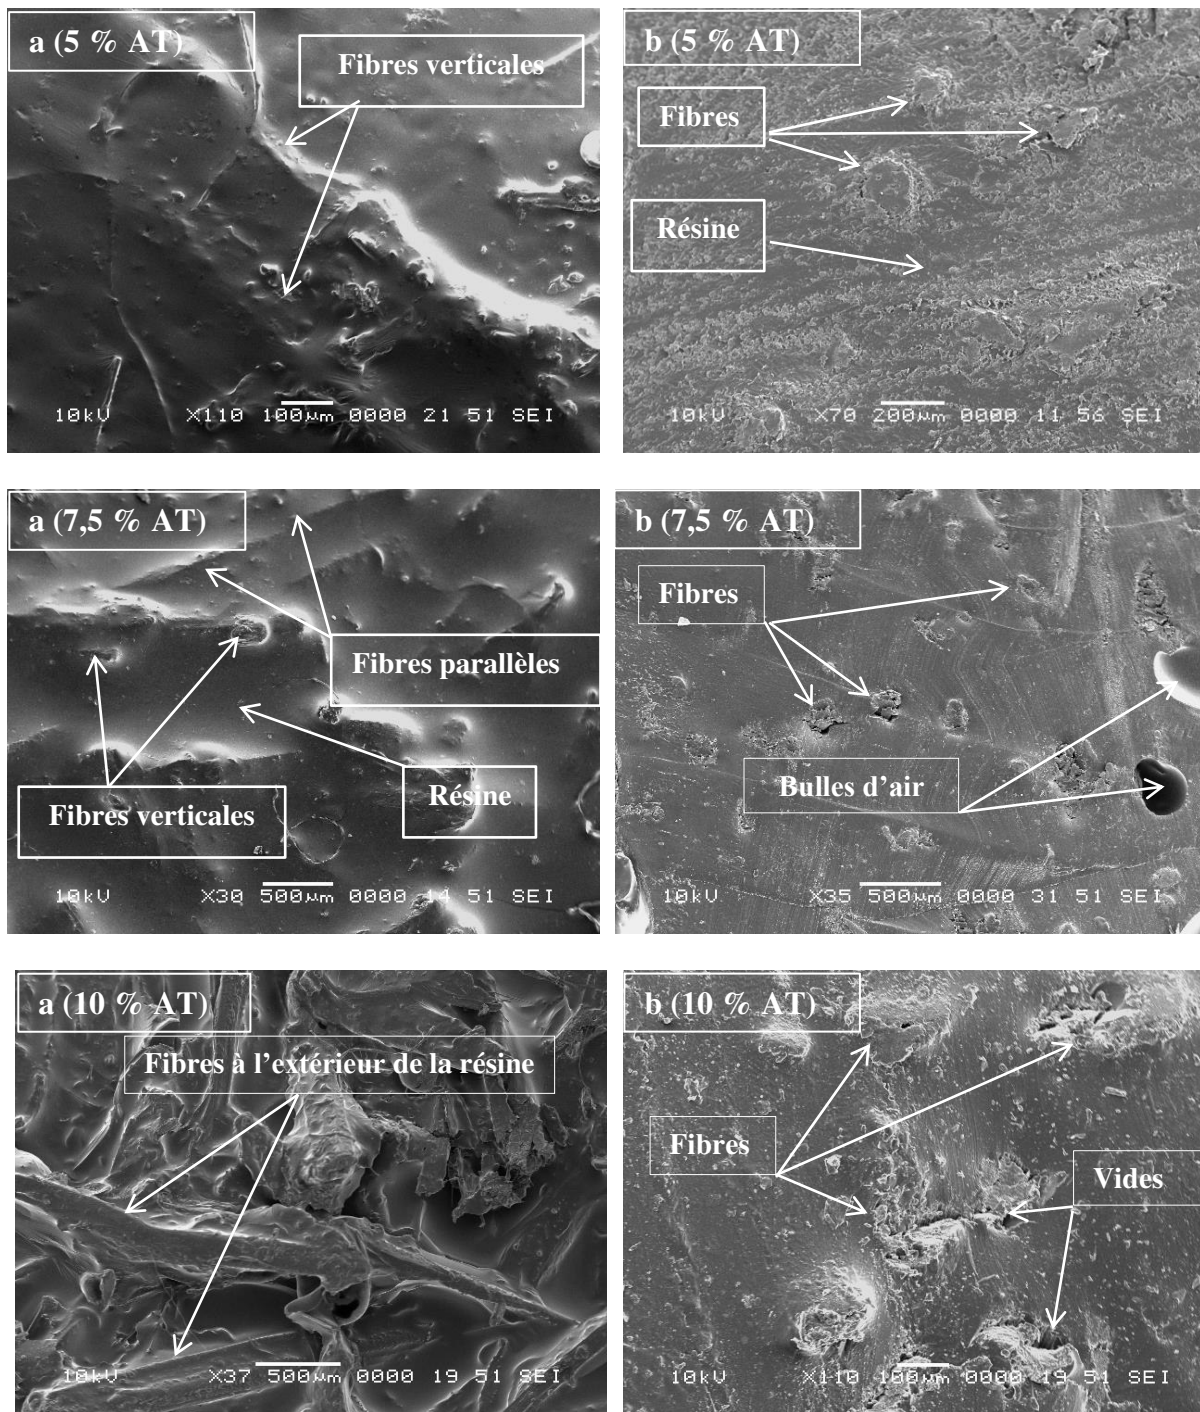 a (5 % AT)
Fibres verticales
10kV X110 100μm 0000 21 51 SEI
b (5 % AT)
Fibres
Résine
10kV X70 200μm 0000 11 56 SEI
a (7,5 % AT)
Fibres parallèles
Résine
Fibres verticales
10kV X30 500μm 0000 14 51 SEI
b (7,5 % AT)
Fibres
Bulles d’air
10kV X35 500μm 0000 31 51 SEI
a (10 % AT)
Fibres à l’extérieur de la résine
10kV X37 500μm 0000 19 51 SEI
b (10 % AT)
Fibres
Vides
10kV X110 100μm 0000 19 51 SEI